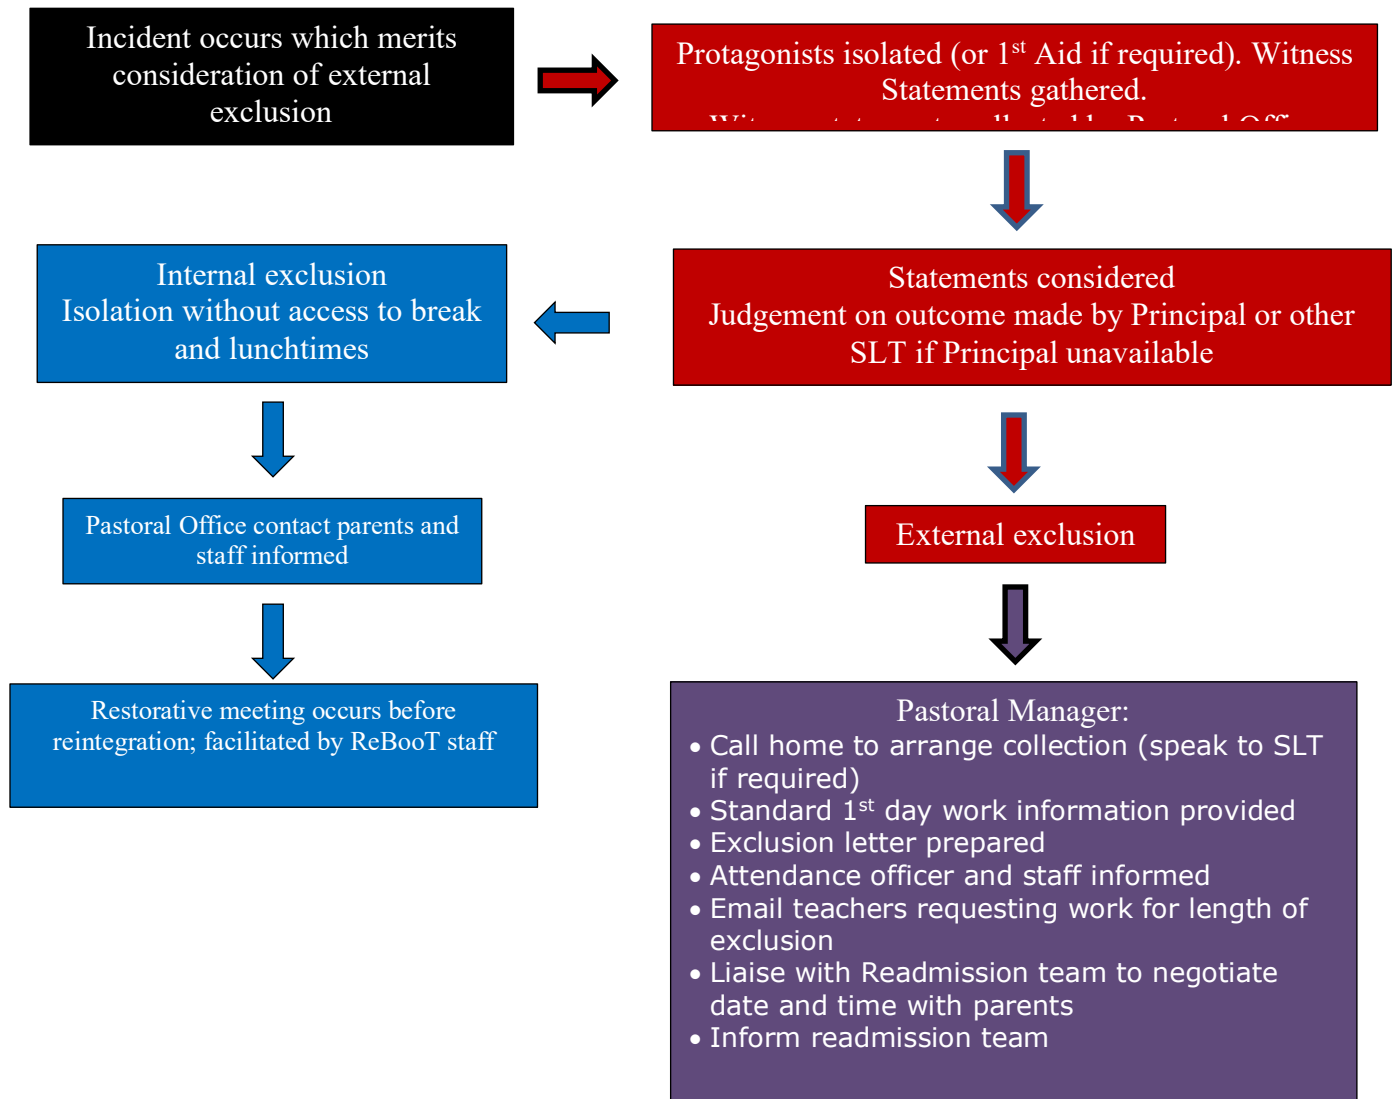 Incident occurs which merits
consideration of external
exclusion
Protagonists isolated (or 1st Aid if required). Witness
Statements gathered.
Statements considered
Judgement on outcome made by Principal or other
SLT if Principal unavailable
Internal exclusion
Isolation without access to break
and lunchtimes
Pastoral Office contact parents and
staff informed
Restorative meeting occurs before
reintegration; facilitated by ReBooT staff
External exclusion
Pastoral Manager:
• Call home to arrange collection (speak to SLT
if required)
• Standard 1st day work information provided
• Exclusion letter prepared
• Attendance officer and staff informed
• Email teachers requesting work for length of
exclusion
• Liaise with Readmission team to negotiate
date and time with parents
• Inform readmission team